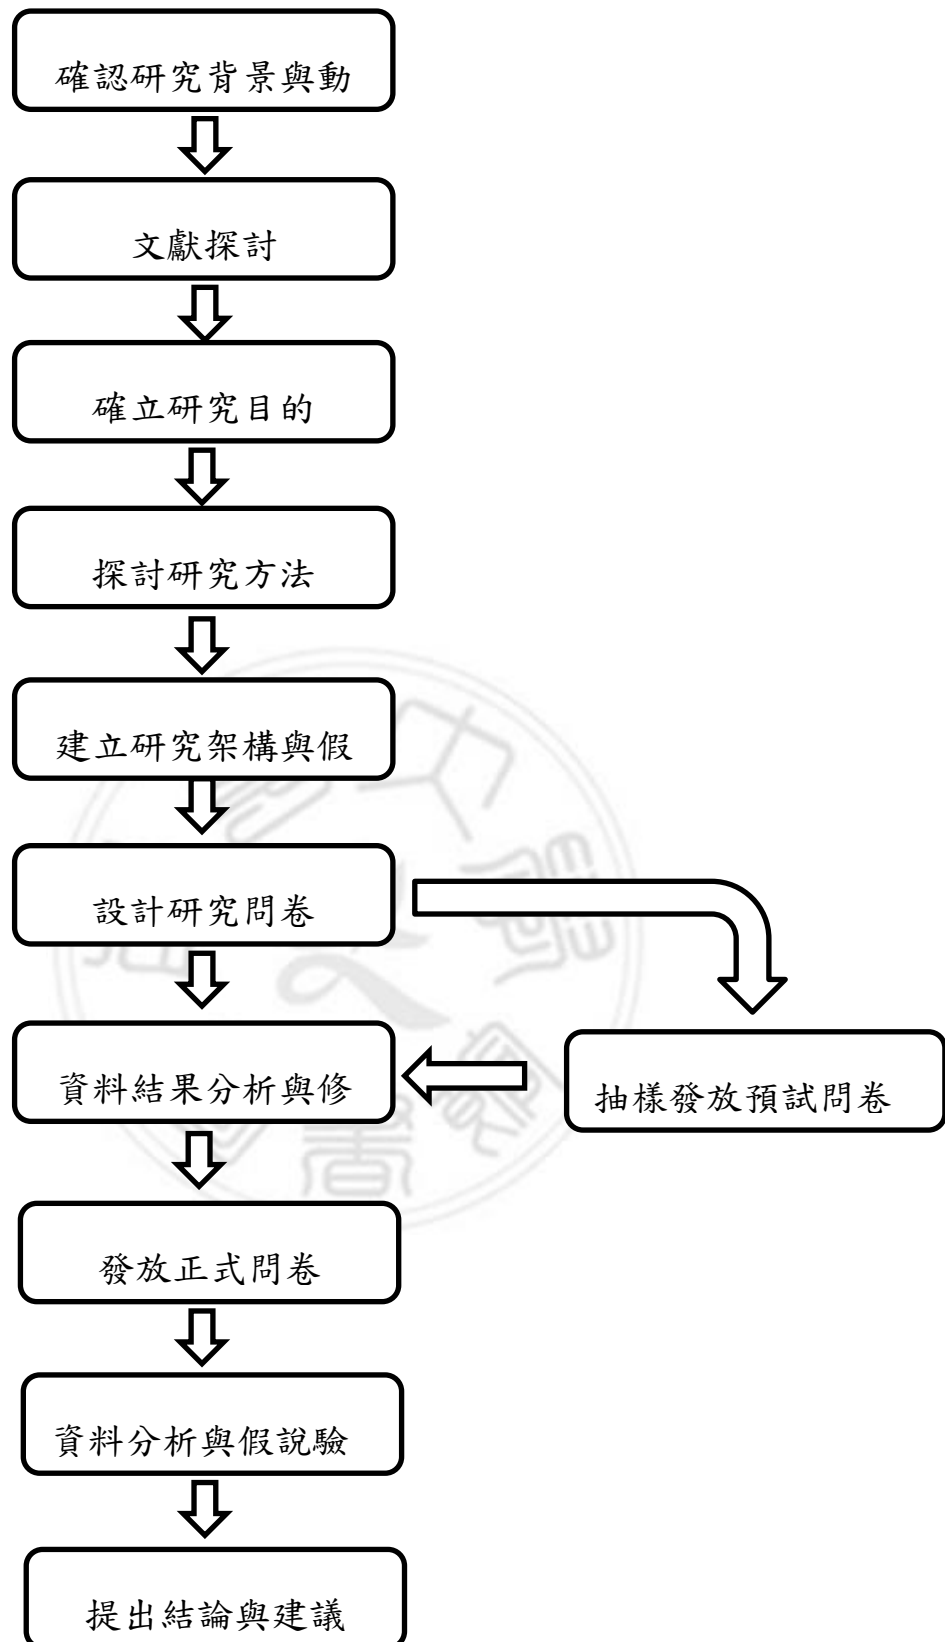 確認研究背景與動
文獻探討
確立研究目的
探討研究方法
建立研究架構與假
設計研究問卷
資料結果分析與修
抽樣發放預試問卷
發放正式問卷
資料分析與假說驗
提出結論與建議